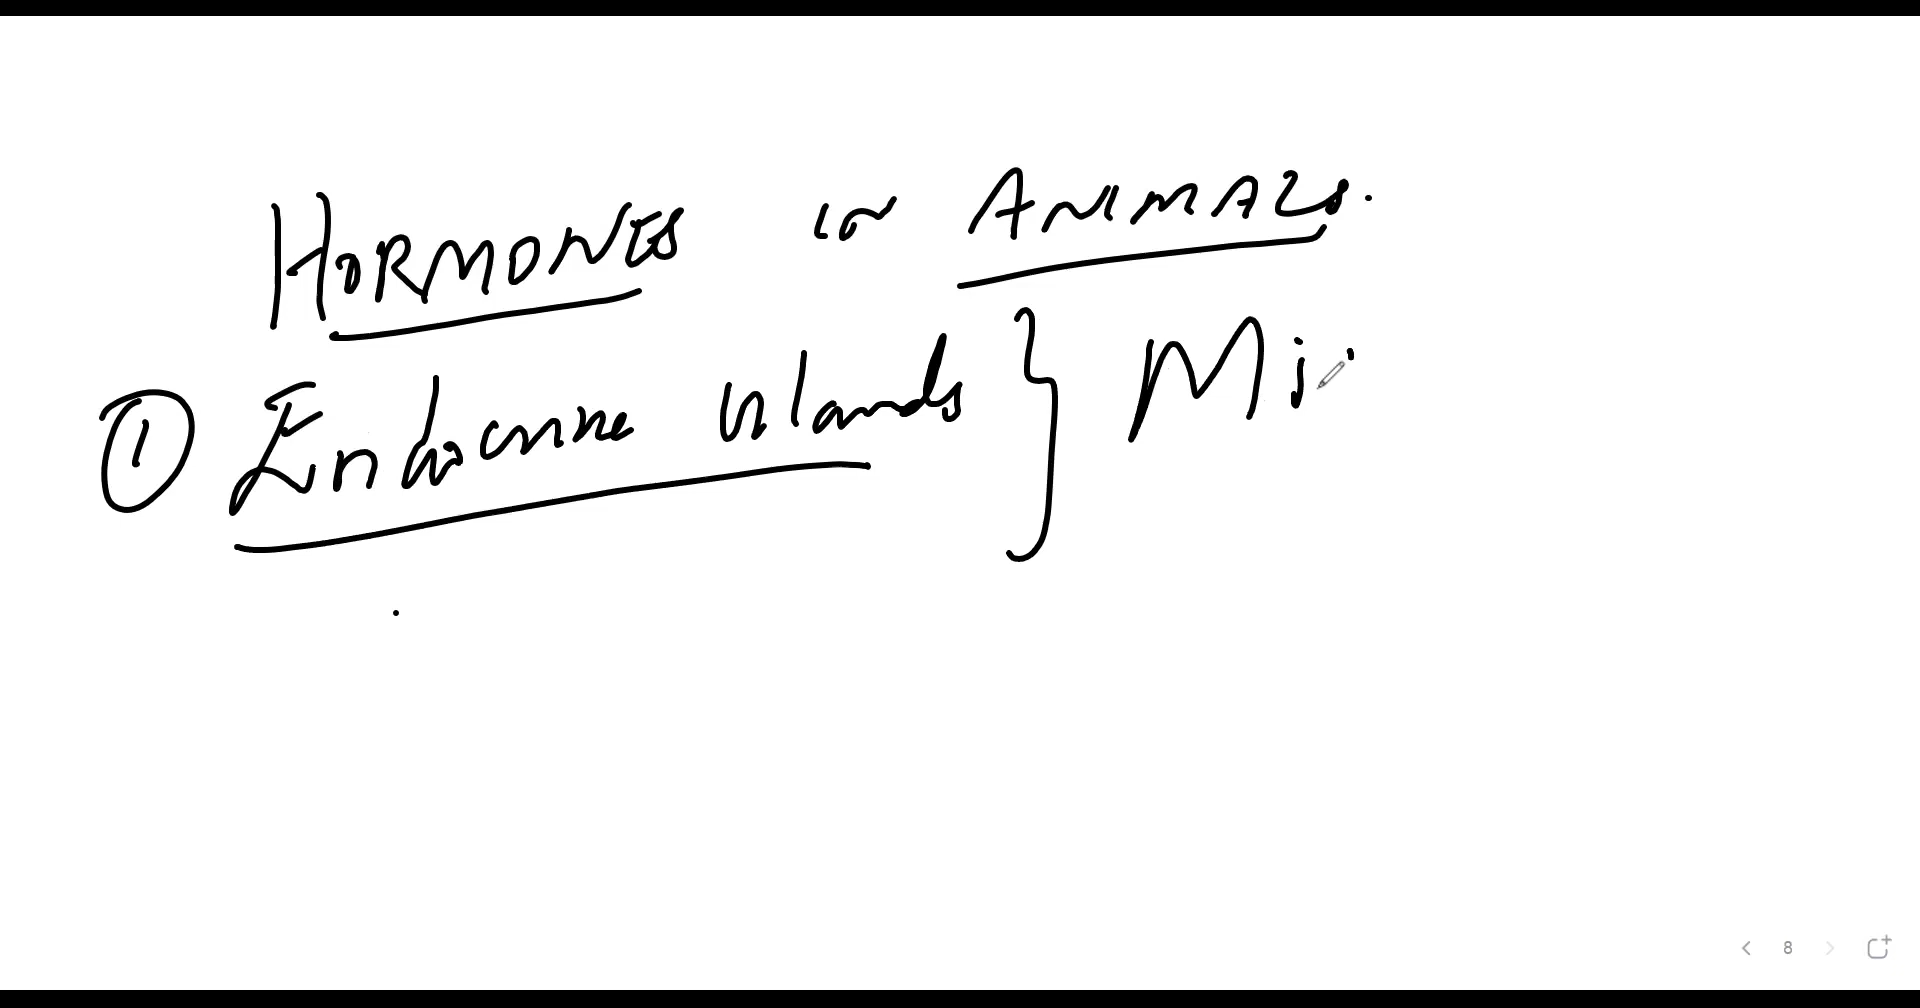 HORMONES in ANIMALS.
① Endocrine Glands } Mi
8